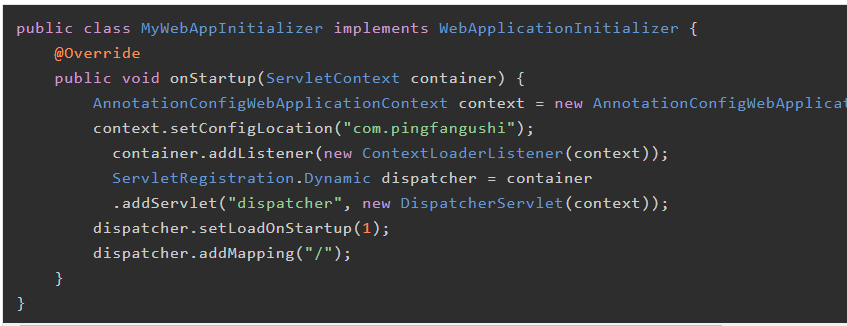 public class MyWebAppInitializer implements WebApplicationInitializer {
    @Override
    public void onStartup(ServletContext container) {
        AnnotationConfigWebApplicationContext context = new AnnotationConfigWebApplicat
        context.setConfigLocation("com.pingfangushi");
          container.addListener(new ContextLoaderListener(context));
          ServletRegistration.Dynamic dispatcher = container
          .addServlet("dispatcher", new DispatcherServlet(context));
        dispatcher.setLoadOnStartup(1);
        dispatcher.addMapping("/");
    }
}